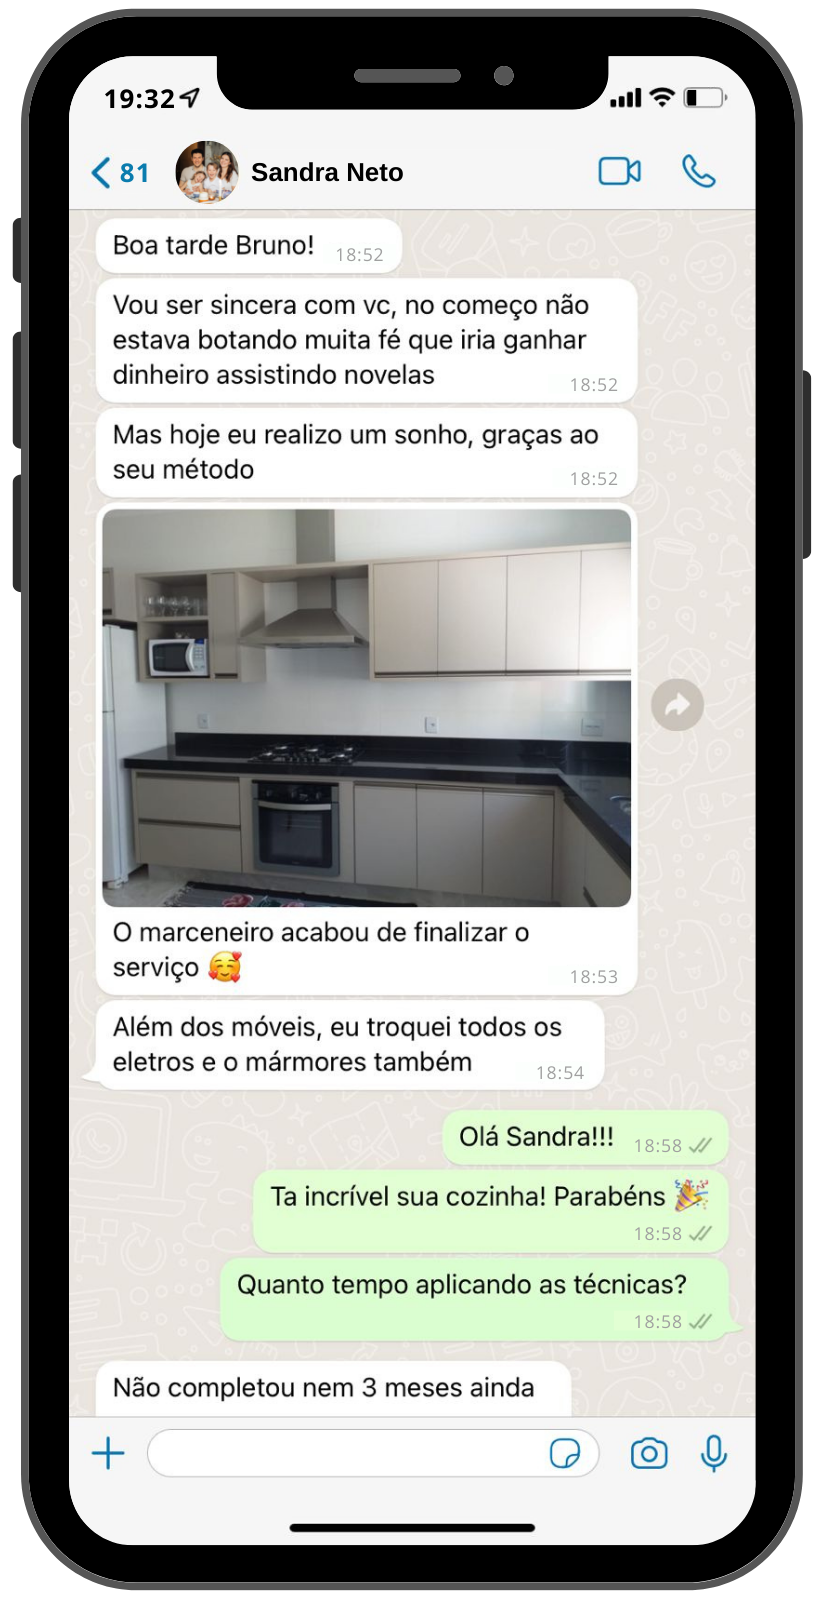 19:32
81
Sandra Neto
Boa tarde Bruno! 18:52
Vou ser sincera com vc, no começo não
estava botando muita fé que iria ganhar
dinheiro assistindo novelas 18:52
Mas hoje eu realizo um sonho, graças ao
seu método 18:52
O marceneiro acabou de finalizar o
serviço 🥰 18:53
Além dos móveis, eu troquei todos os
eletros e o mármores também 18:54
Olá Sandra!!! 18:58
Ta incrível sua cozinha! Parabéns 🎉
18:58
Quanto tempo aplicando as técnicas?
18:58
Não completou nem 3 meses ainda